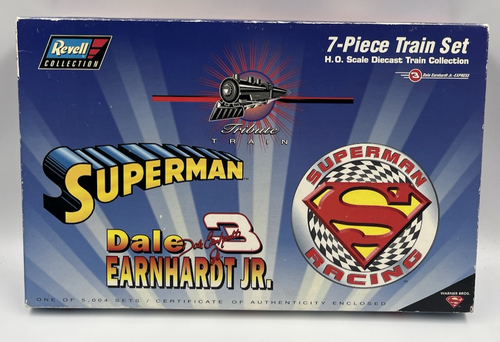 Revell
COLLECTION
7-Piece Train Set
H.O. Scale Diecast Train Collection
3 Dale Earnhardt Jr. EXPRESS
Tribute
TRAIN
SUPERMAN
SUPERMAN
S
RACING
Dale
3
EARNHARDT JR.
ONE OF 5,004 SETS / CERTIFICATE OF AUTHENTICITY ENCLOSED
WARNER BROS.